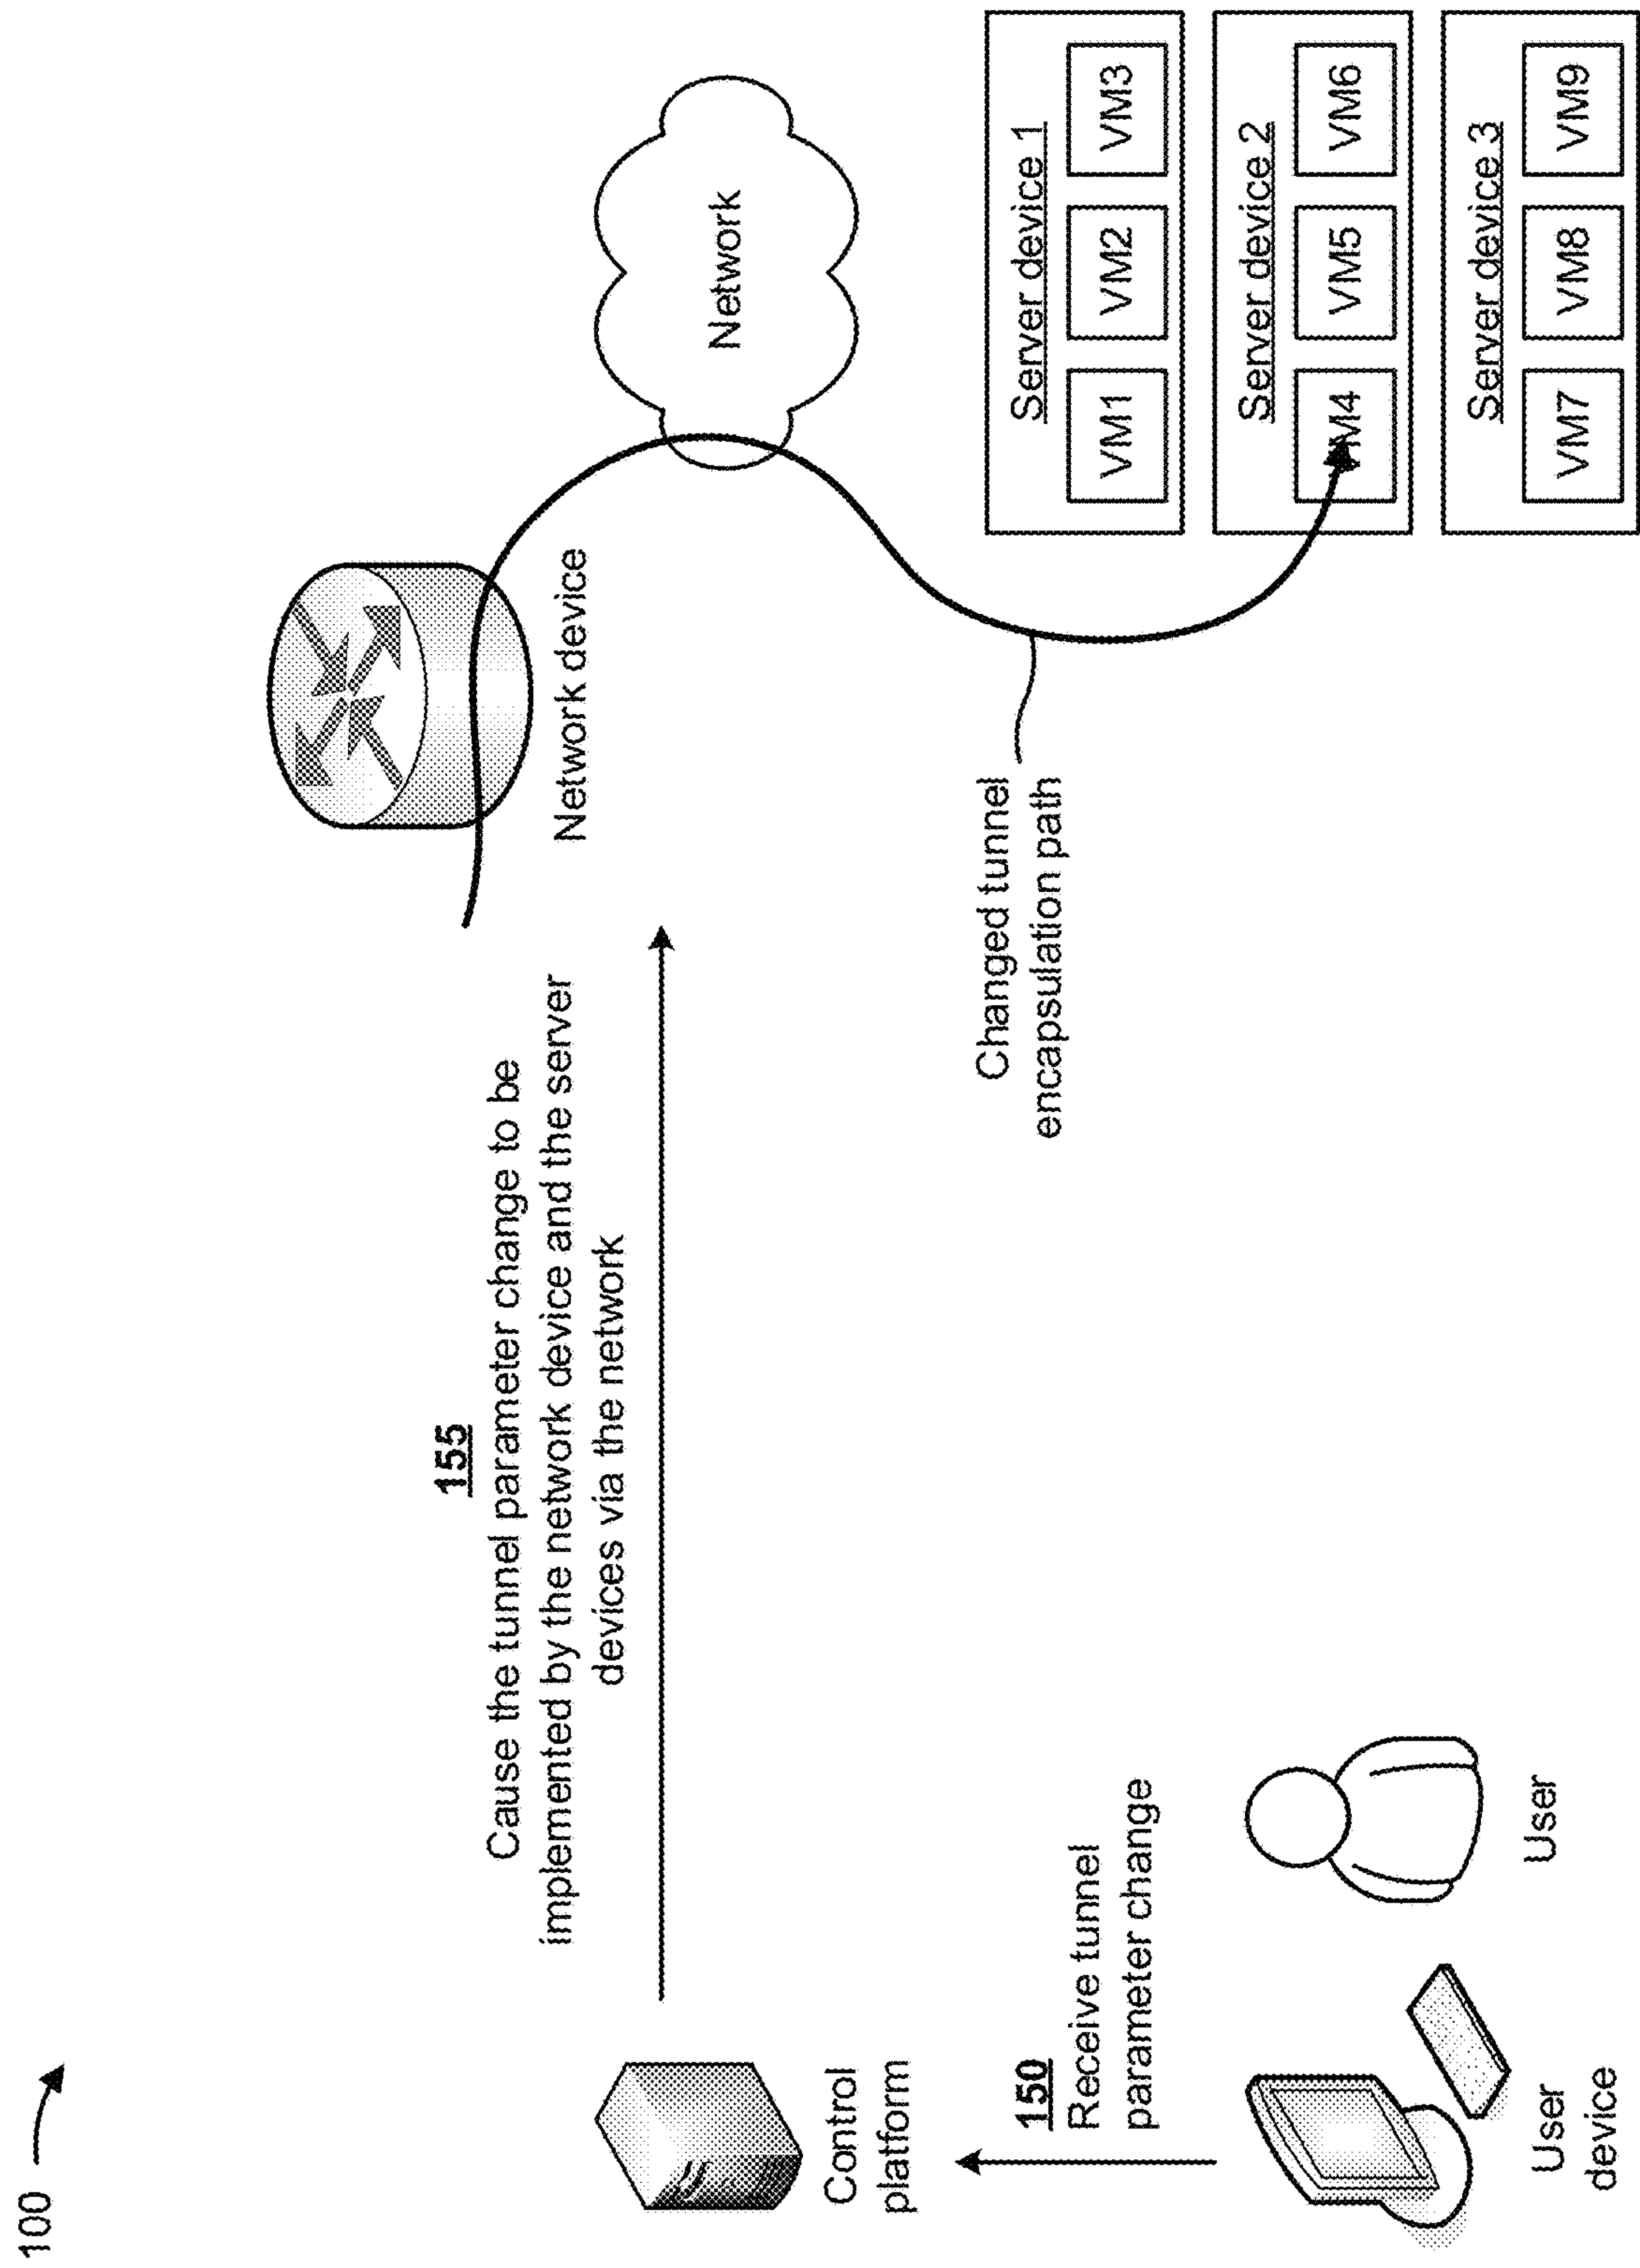 100
155
Cause the tunnel parameter change to be
implemented by the network device and the server
devices via the network
Network device
Network
Control
platform
150
Receive tunnel
parameter change
Changed tunnel
encapsulation path
User
device
User
Server device 1
VM1
VM2
VM3
Server device 2
VM4
VM5
VM6
Server device 3
VM7
VM8
VM9